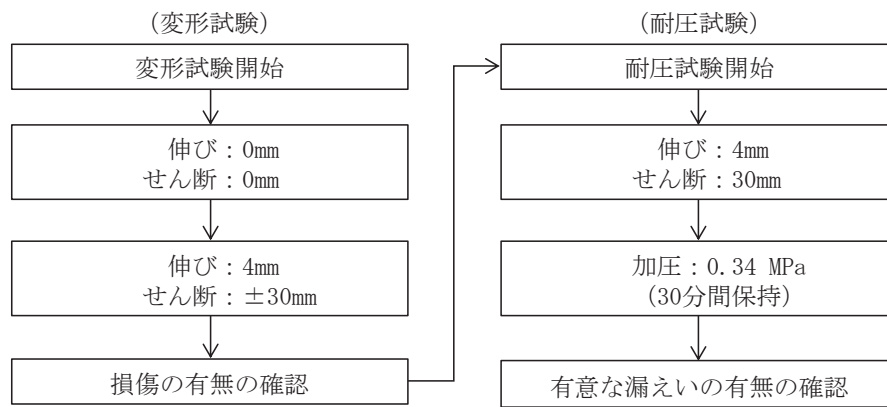 （変形試験）
変形試験開始
伸び：0mm
せん断：0mm
伸び：4mm
せん断：±30mm
損傷の有無の確認
（耐圧試験）
耐圧試験開始
伸び：4mm
せん断：30mm
加圧：0.34 MPa
（30分間保持）
有意な漏えいの有無の確認